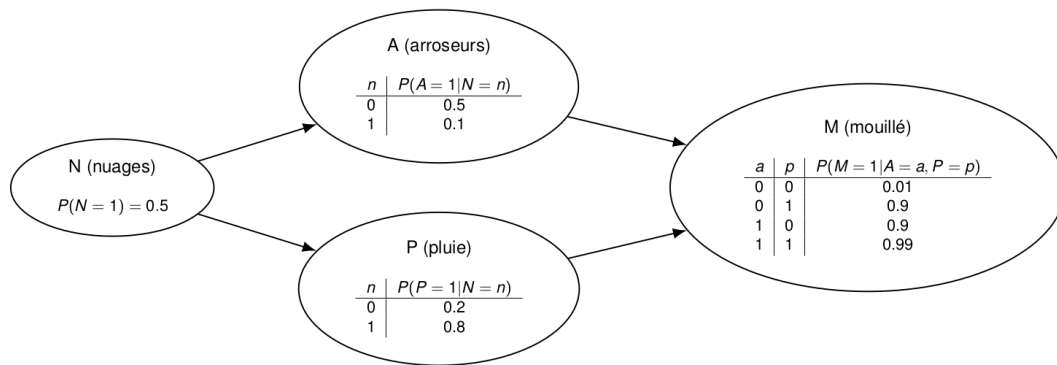 N (nuages)
P(N = 1) = 0.5
A (arroseurs)
n P(A = 1|N = n)
0 0.5
1 0.1
P (pluie)
n P(P = 1|N = n)
0 0.2
1 0.8
M (mouillé)
a p P(M = 1|A = a, P = p)
0 0 0.01
0 1 0.9
1 0 0.9
1 1 0.99